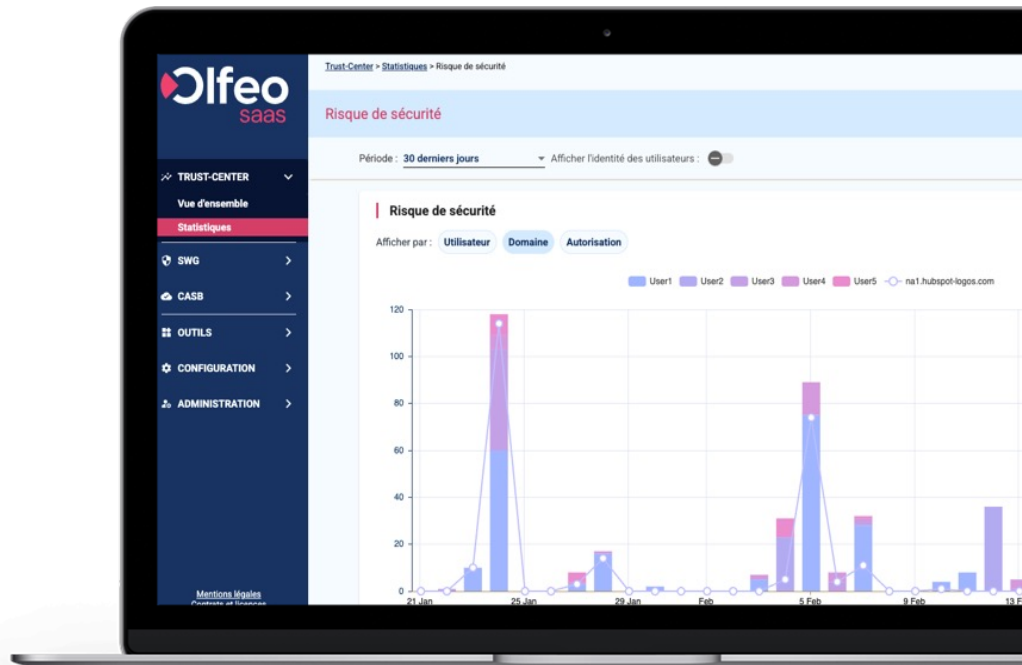 Olfeo
saas
TRUST-CENTER
Vue d'ensemble
Statistiques
SWG
CASB
OUTILS
CONFIGURATION
ADMINISTRATION
Mentions légales
Contrats et licences
Trust-Center > Statistiques > Risque de sécurité
Risque de sécurité
Période : 30 derniers jours Afficher l'identité des utilisateurs :
Risque de sécurité
Afficher par : Utilisateur Domaine Autorisation
User1 User2 User3 User4 User5 na1.hubspot-logos.com
120
100
80
60
40
20
0
21 Jan 25 Jan 29 Jan Feb 5 Feb 9 Feb 13 F